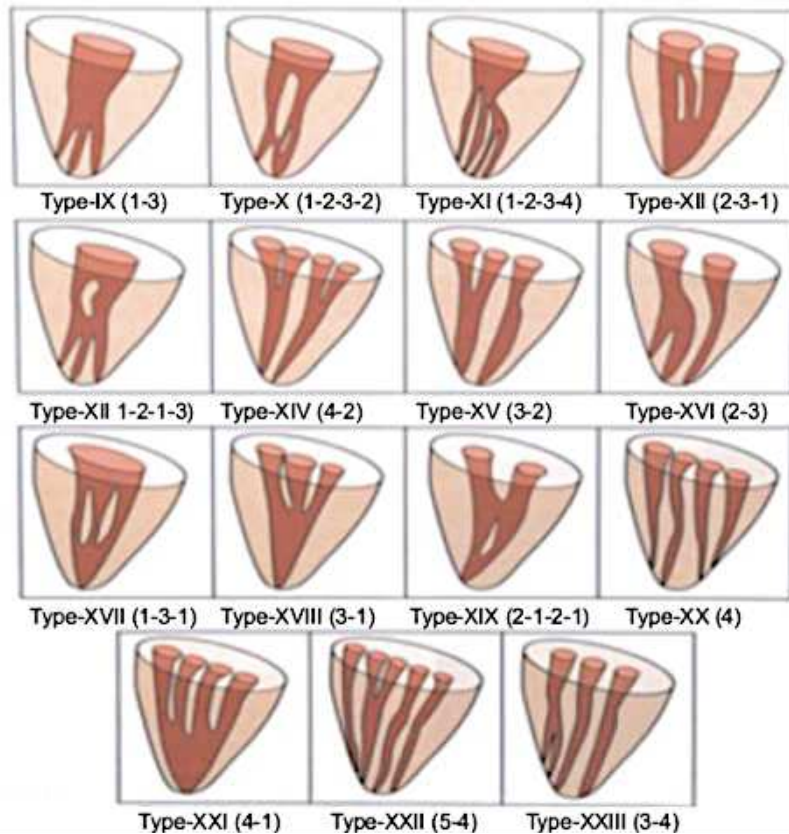 Type-IX (1-3) Type-X (1-2-3-2) Type-XI (1-2-3-4) Type-XII (2-3-1)
Type-XII 1-2-1-3) Type-XIV (4-2) Type-XV (3-2) Type-XVI (2-3)
Type-XVII (1-3-1) Type-XVIII (3-1) Type-XIX (2-1-2-1) Type-XX (4)
Type-XXI (4-1) Type-XXII (5-4) Type-XXIII (3-4)